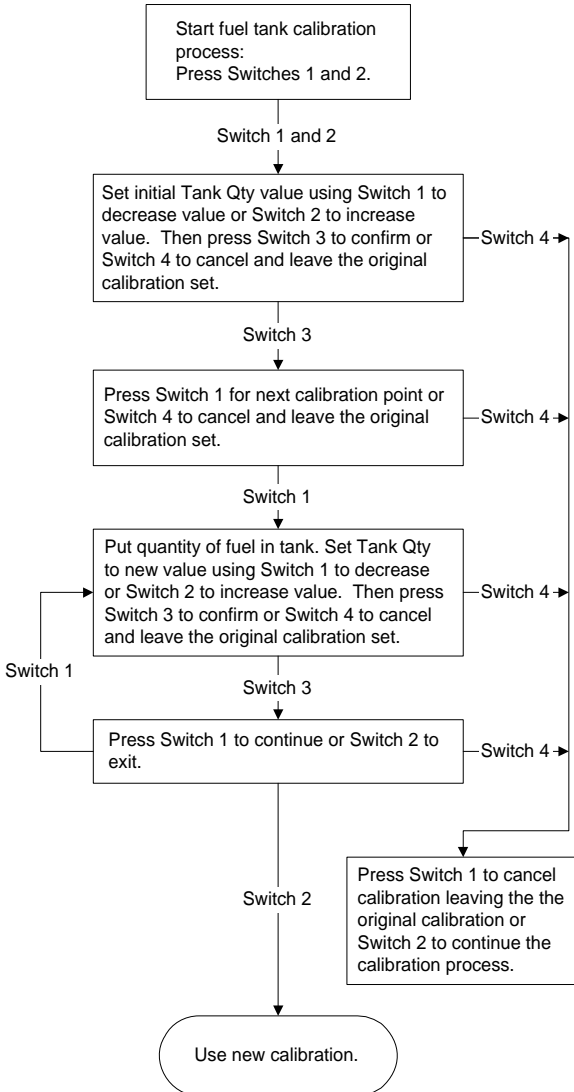 Start fuel tank calibration
process:
Press Switches 1 and 2.
Switch 1 and 2
Set initial Tank Qty value using Switch 1 to
decrease value or Switch 2 to increase
value.  Then press Switch 3 to confirm or
Switch 4 to cancel and leave the original
calibration set.
Switch 4
Switch 3
Press Switch 1 for next calibration point or
Switch 4 to cancel and leave the original
calibration set.
Switch 4
Switch 1
Put quantity of fuel in tank. Set Tank Qty
to new value using Switch 1 to decrease
or Switch 2 to increase value.  Then press
Switch 3 to confirm or Switch 4 to cancel
and leave the original calibration set.
Switch 4
Switch 1
Switch 3
Press Switch 1 to continue or Switch 2 to
exit.
Switch 4
Switch 2
Press Switch 1 to cancel
calibration leaving the the
original calibration or
Switch 2 to continue the
calibration process.
Use new calibration.